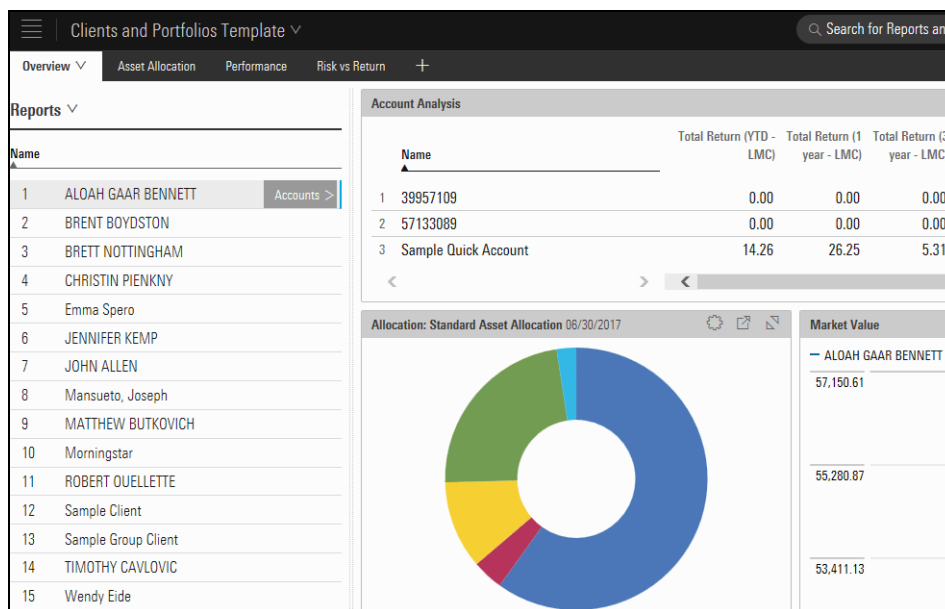 Clients and Portfolios Template
Search for Reports an
Overview
Asset Allocation
Performance
Risk vs Return
Reports
Name
1 ALOAH GAAR BENNETT Accounts >
2 BRENT BOYDSTON
3 BRETT NOTTINGHAM
4 CHRISTIN PIENKNY
5 Emma Spero
6 JENNIFER KEMP
7 JOHN ALLEN
8 Mansueto, Joseph
9 MATTHEW BUTKOVICH
10 Morningstar
11 ROBERT OUELLETTE
12 Sample Client
13 Sample Group Client
14 TIMOTHY CAVLOVIC
15 Wendy Eide
Account Analysis
Name
Total Return (YTD - LMC)
Total Return (1 year - LMC)
Total Return (3 year - LMC
1 39957109 0.00 0.00 0.00
2 57133089 0.00 0.00 0.00
3 Sample Quick Account 14.26 26.25 5.31
Allocation: Standard Asset Allocation 06/30/2017
Market Value
ALOAH GAAR BENNETT
57,150.61
55,280.87
53,411.13